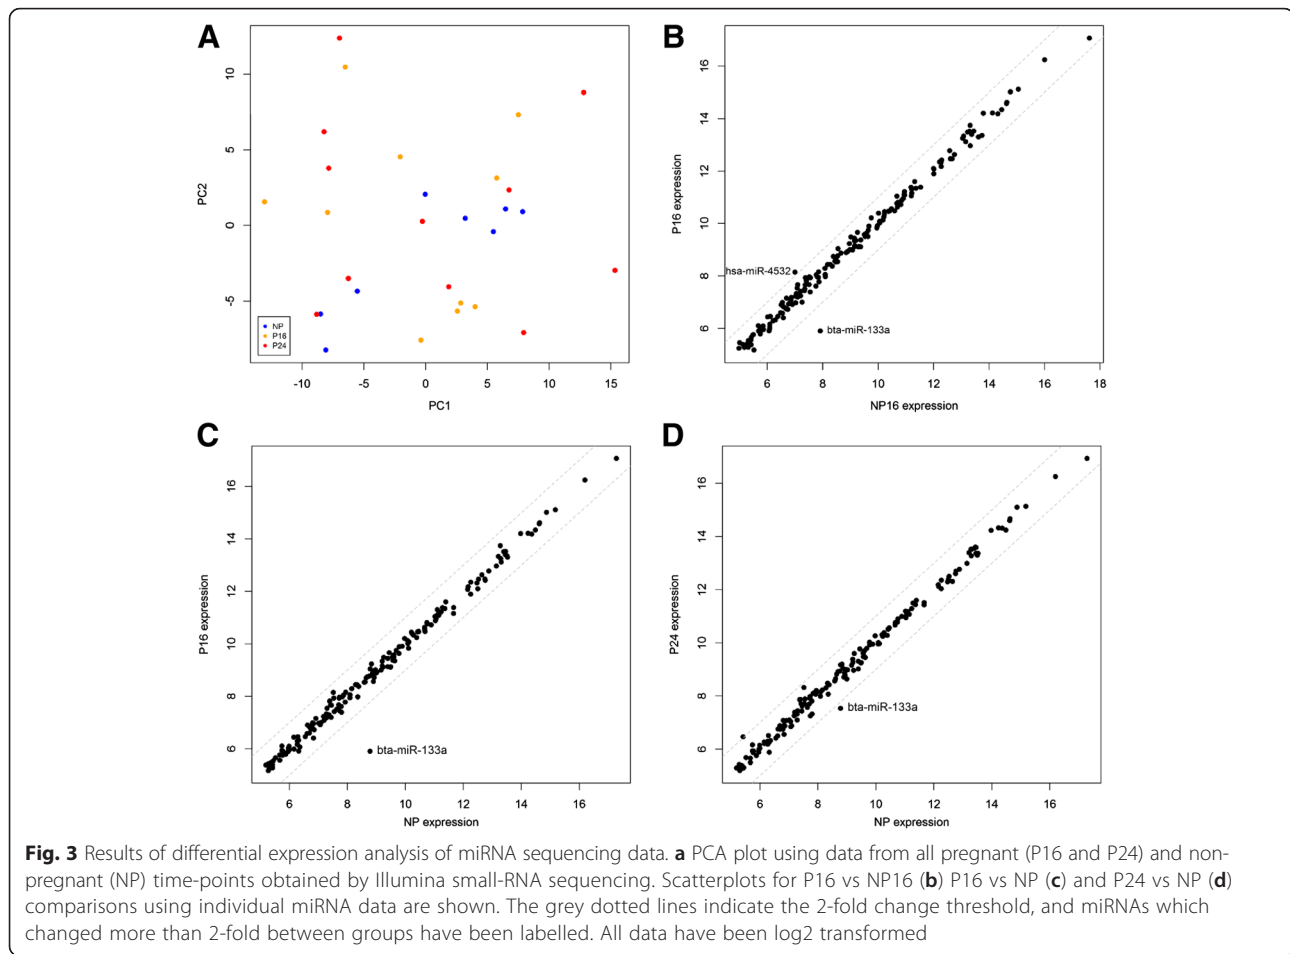 A
10
5
0
-5
PC2
NP
P16
P24
-10
-5
0
5
10
15
PC1
B
16
14
12
10
8
6
P16 expression
hsa-miR-4532
bta-miR-133a
6
8
10
12
14
16
18
NP16 expression
C
16
14
12
10
8
6
P16 expression
bta-miR-133a
6
8
10
12
14
16
NP expression
D
16
14
12
10
8
6
P24 expression
bta-miR-133a
6
8
10
12
14
16
NP expression
Fig. 3 Results of differential expression analysis of miRNA sequencing data. a PCA plot using data from all pregnant (P16 and P24) and non-
pregnant (NP) time-points obtained by Illumina small-RNA sequencing. Scatterplots for P16 vs NP16 (b) P16 vs NP (c) and P24 vs NP (d)
comparisons using individual miRNA data are shown. The grey dotted lines indicate the 2-fold change threshold, and miRNAs which
changed more than 2-fold between groups have been labelled. All data have been log2 transformed